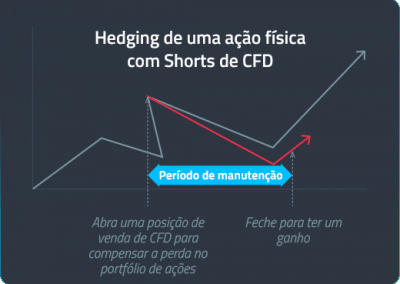 Hedging de uma ação física
com Shorts de CFD
Período de manutenção
Abra uma posição de
venda de CFD para
compensar a perda no
portfólio de ações
Feche para ter um
ganho